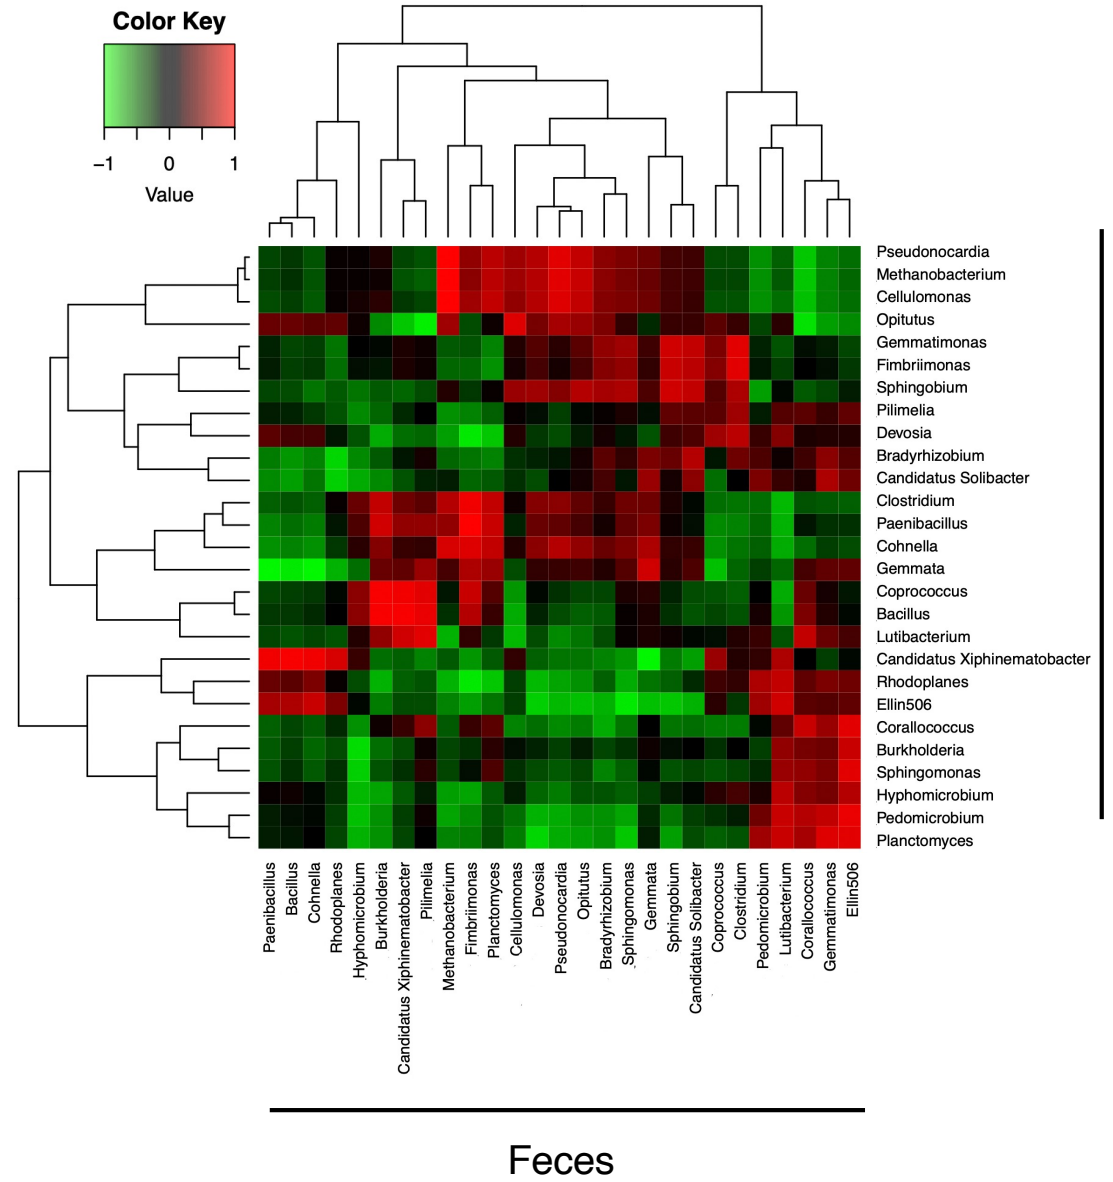 Color Key
−1 0 1
Value
Pseudonocardia
Methanobacterium
Cellulomonas
Opitutus
Gemmatimonas
Fimbriimonas
Sphingobium
Pilimelia
Devosia
Bradyrhizobium
Candidatus Solibacter
Clostridium
Paenibacillus
Cohnella
Gemmata
Coprococcus
Bacillus
Lutibacterium
Candidatus Xiphinematobacter
Rhodoplanes
Ellin506
Corallococcus
Burkholderia
Sphingomonas
Hyphomicrobium
Pedomicrobium
Planctomyces
Paenibacillus
Bacillus
Cohnella
Rhodoplanes
Hyphomicrobium
Burkholderia
Candidatus Xiphinematobacter
Pilimelia
Methanobacterium
Fimbriimonas
Planctomyces
Cellulomonas
Devosia
Pseudonocardia
Opitutus
Bradyrhizobium
Sphingomonas
Gemmata
Sphingobium
Candidatus Solibacter
Coprococcus
Clostridium
Pedomicrobium
Lutibacterium
Corallococcus
Gemmatimonas
Ellin506
Feces